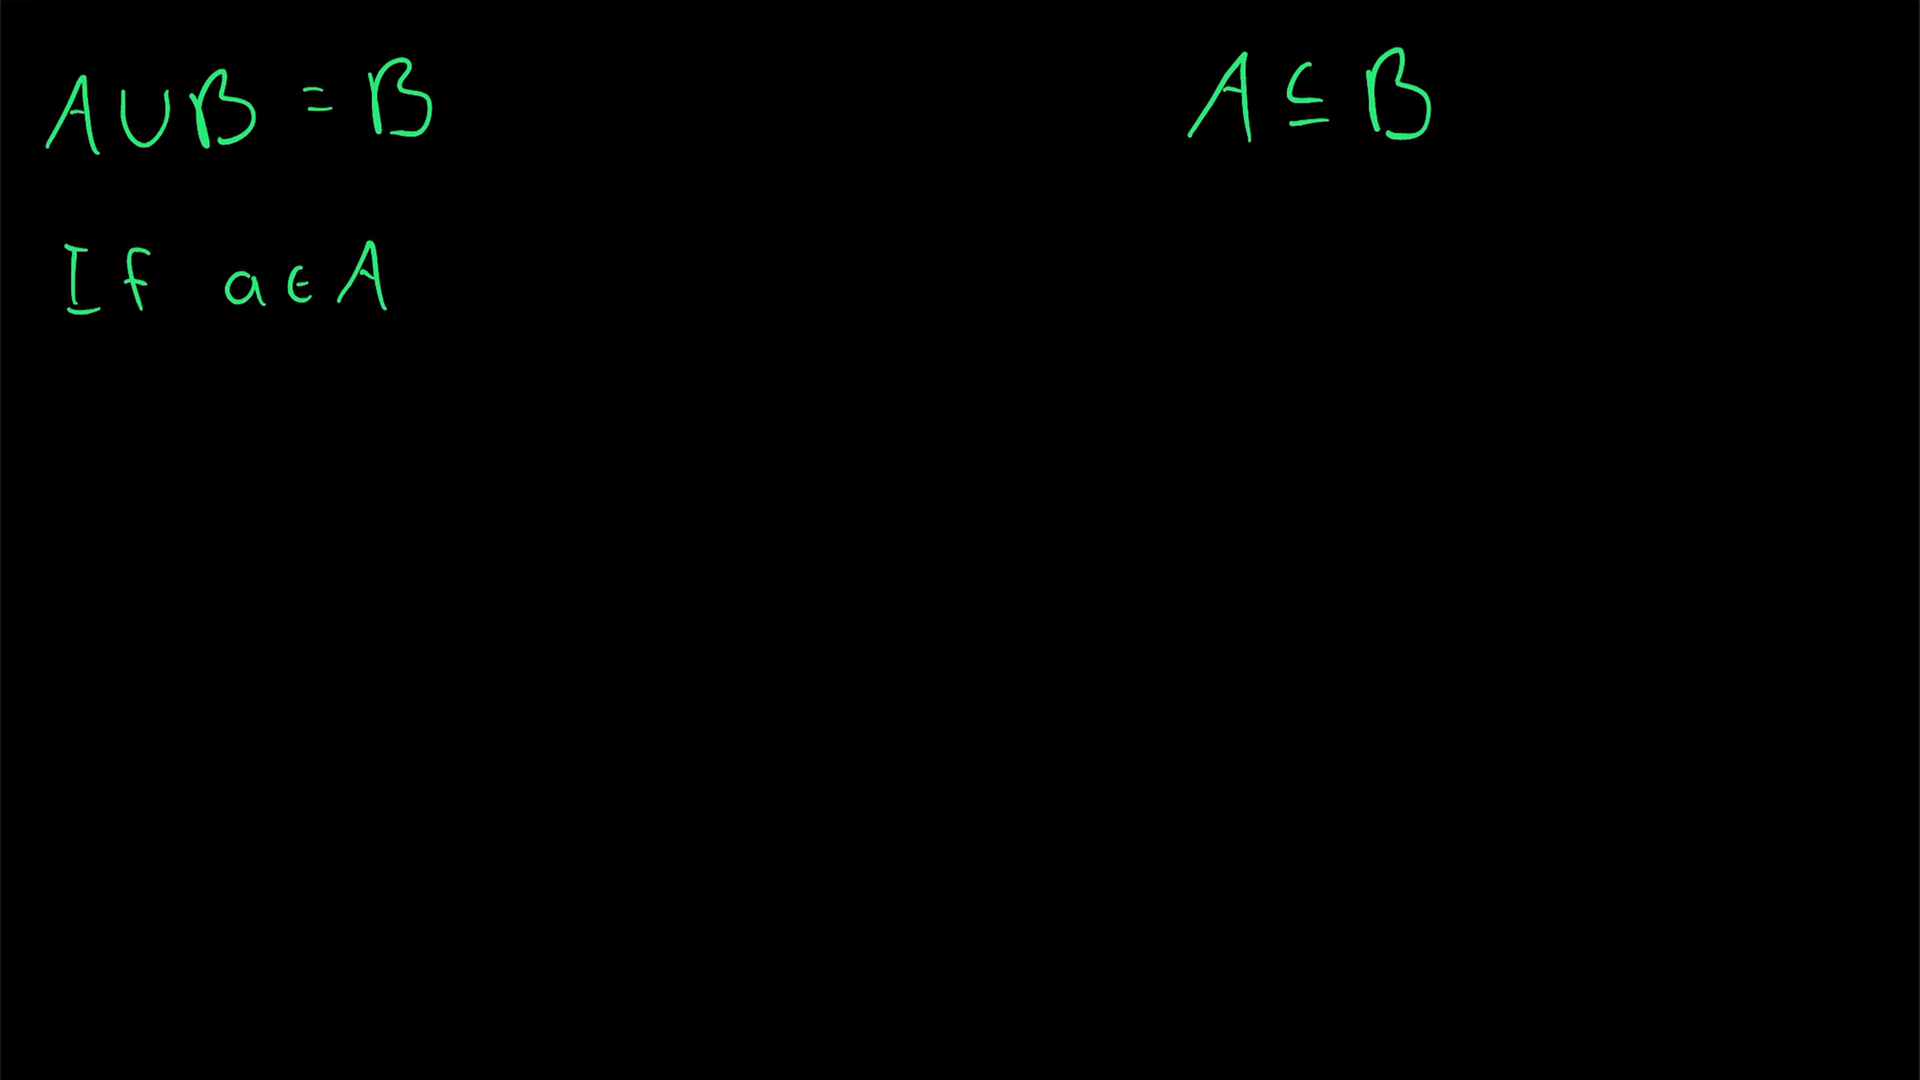 A∪B = B
A ⊆ B
If a ∈ A